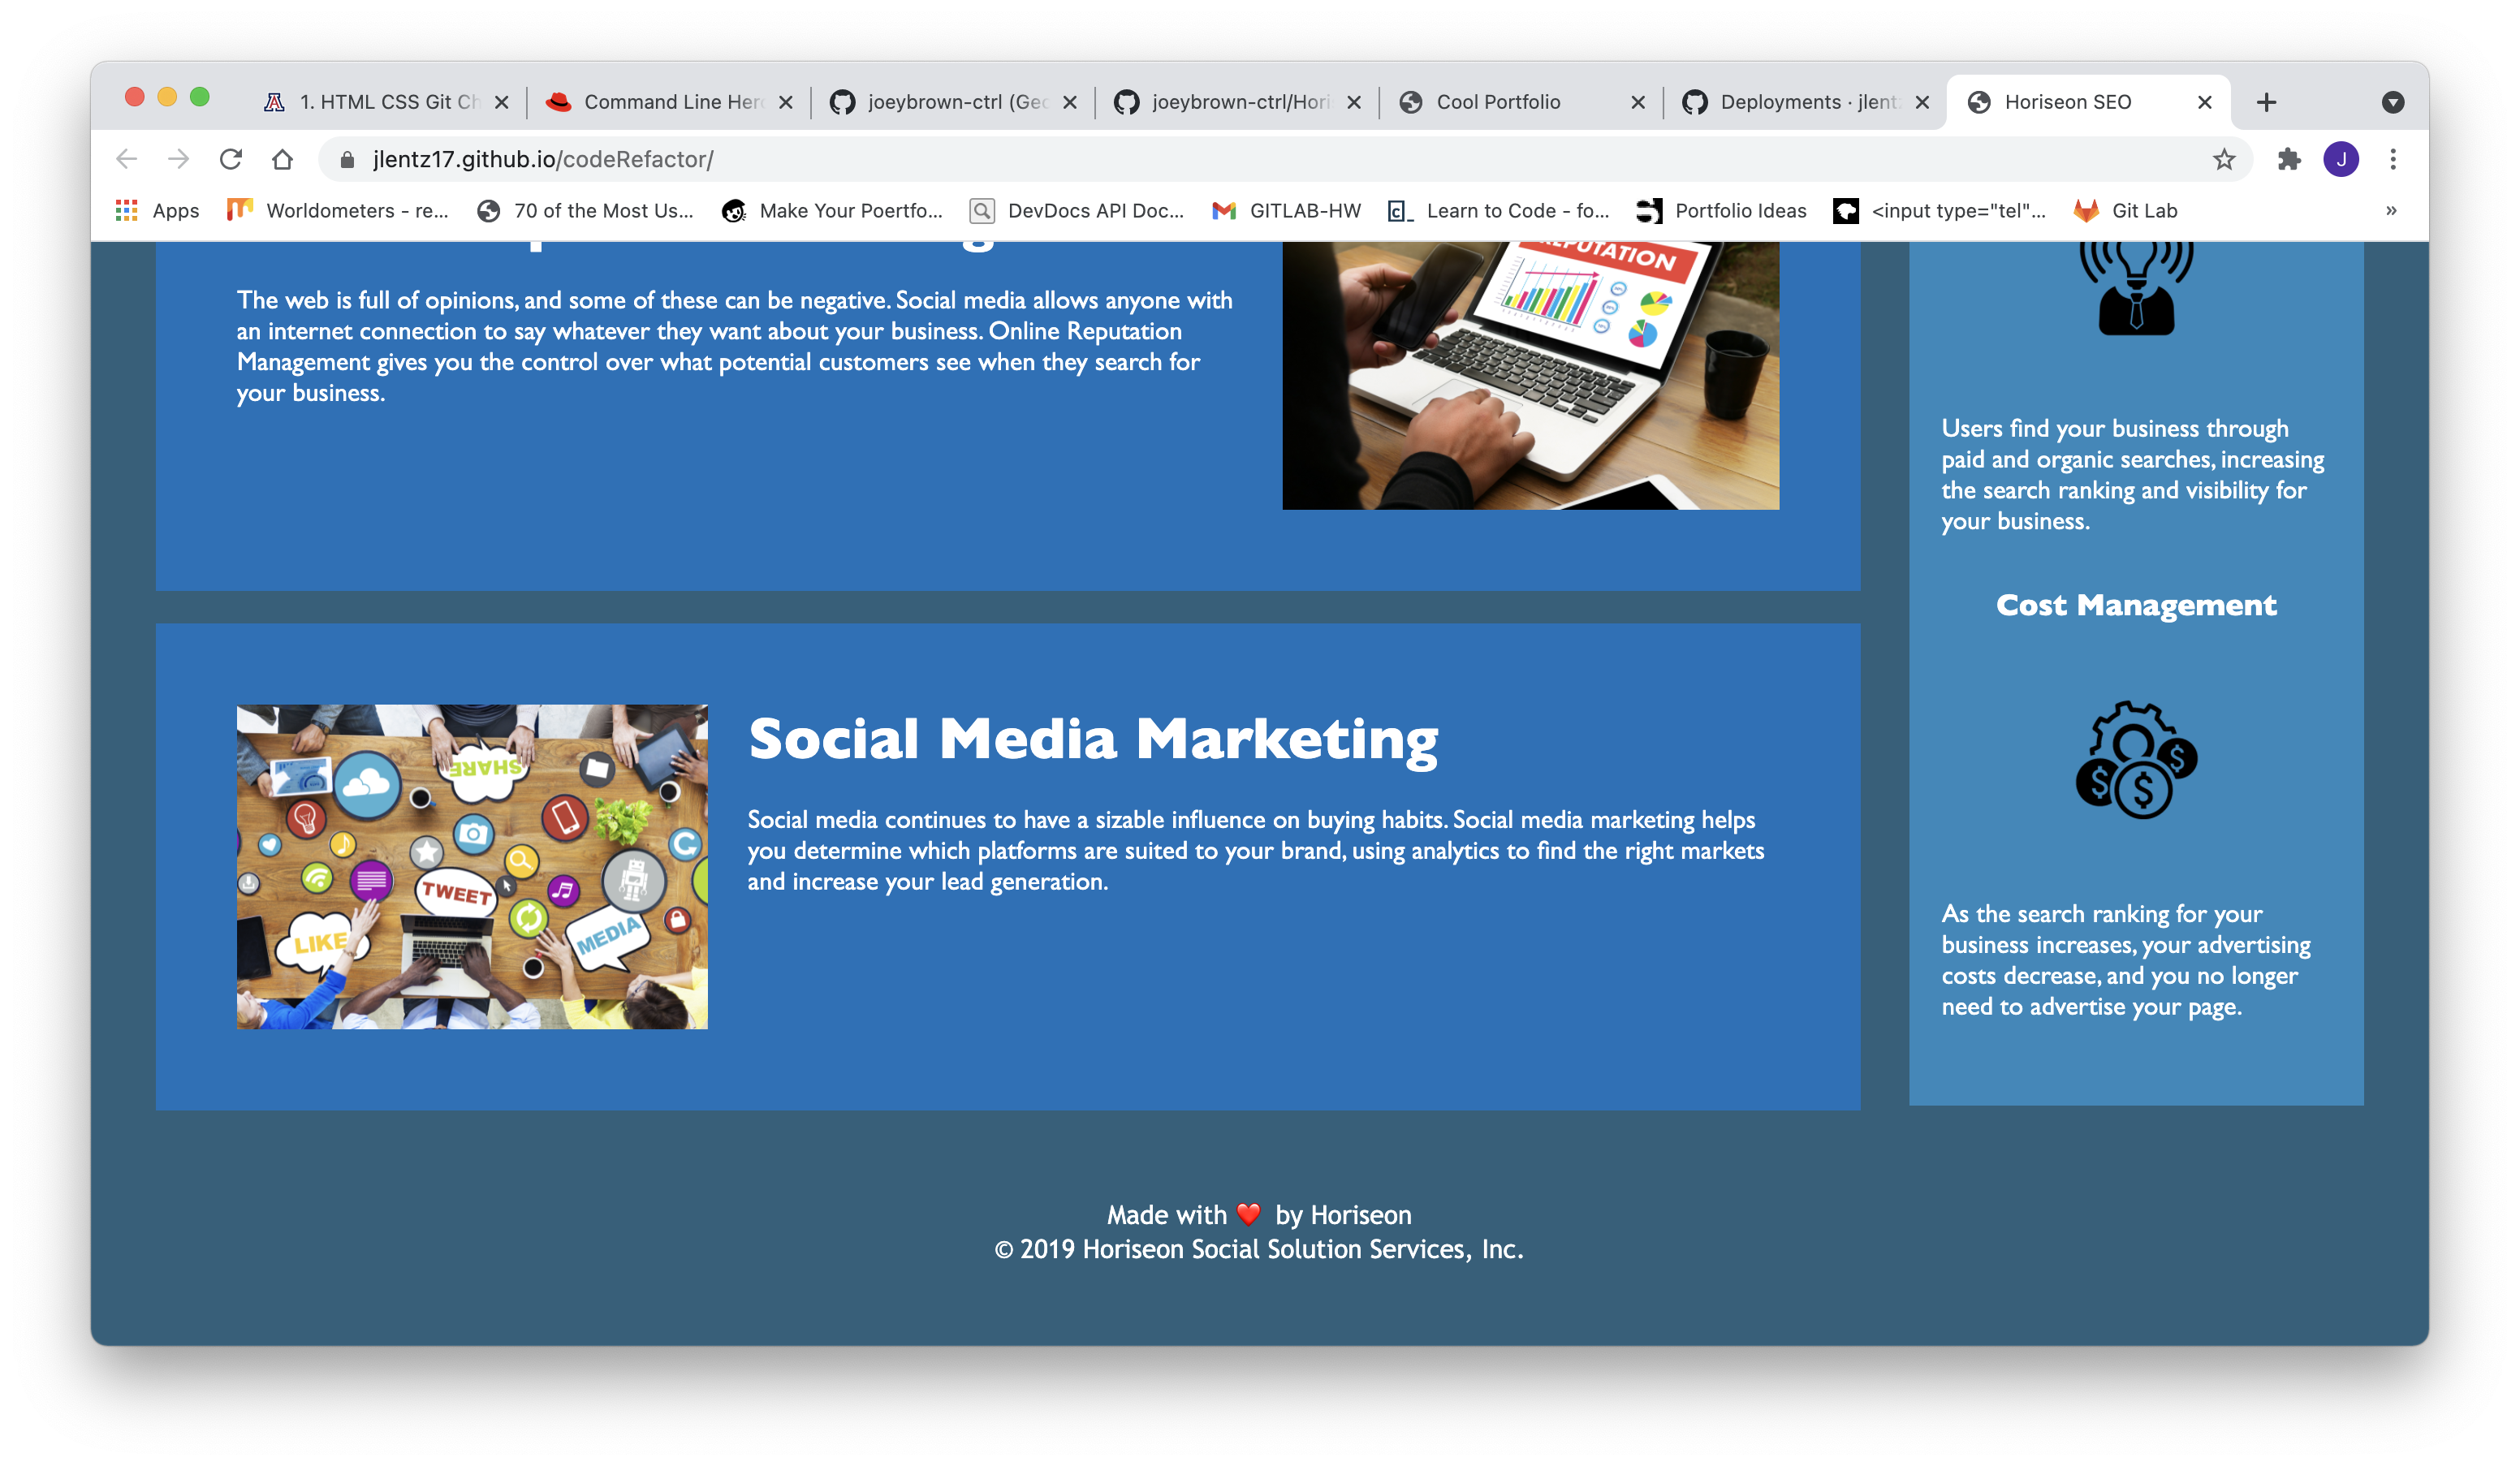 1. HTML CSS Git Ch
Command Line Her
joeybrown-ctrl (Geo
joeybrown-ctrl/Hori
Cool Portfolio
Deployments · jlent
Horiseon SEO
jlentz17.github.io/codeRefactor/
J
Apps
Worldometers - re...
70 of the Most Us...
Make Your Poertfo...
DevDocs API Doc...
GITLAB-HW
Learn to Code - fo...
Portfolio Ideas
<input type="tel"...
Git Lab
»
The web is full of opinions, and some of these can be negative. Social media allows anyone with
an internet connection to say whatever they want about your business. Online Reputation
Management gives you the control over what potential customers see when they search for
your business.
REPUTATION
Users find your business through
paid and organic searches, increasing
the search ranking and visibility for
your business.
Cost Management
As the search ranking for your
business increases, your advertising
costs decrease, and you no longer
need to advertise your page.
SHARE
TWEET
LIKE
MEDIA
Social Media Marketing
Social media continues to have a sizable influence on buying habits. Social media marketing helps
you determine which platforms are suited to your brand, using analytics to find the right markets
and increase your lead generation.
Made with ❤️ by Horiseon
© 2019 Horiseon Social Solution Services, Inc.